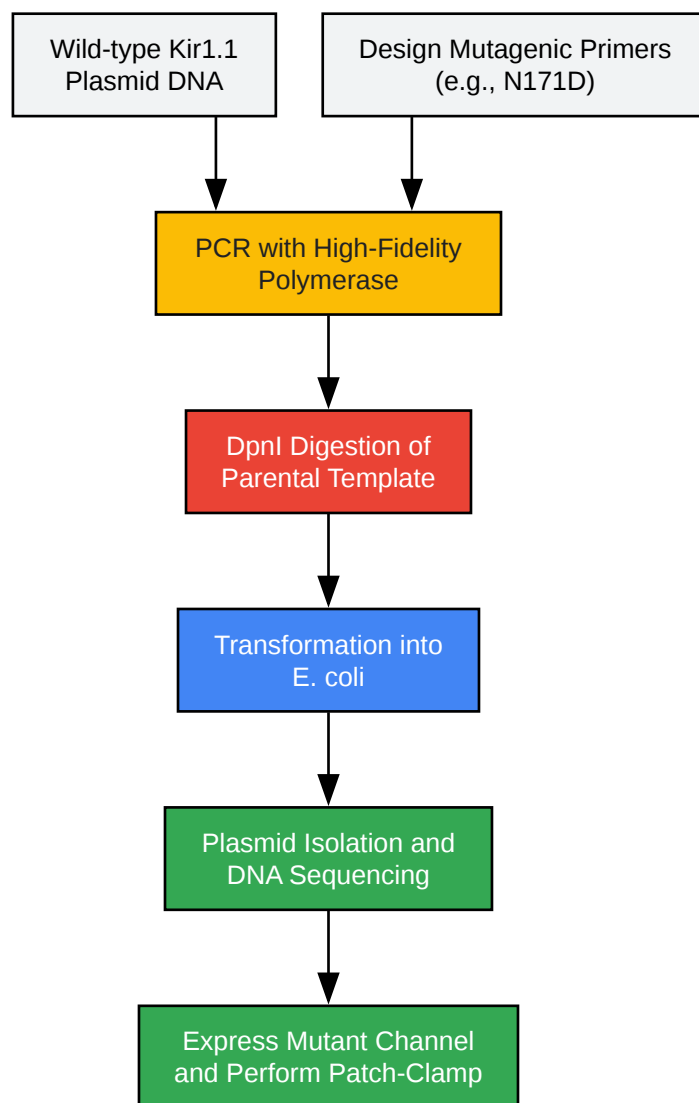 Wild-type Kir1.1
Plasmid DNA
Design Mutagenic Primers
(e.g., N171D)
PCR with High-Fidelity
Polymerase
DpnI Digestion of
Parental Template
Transformation into
E. coli
Plasmid Isolation and
DNA Sequencing
Express Mutant Channel
and Perform Patch-Clamp